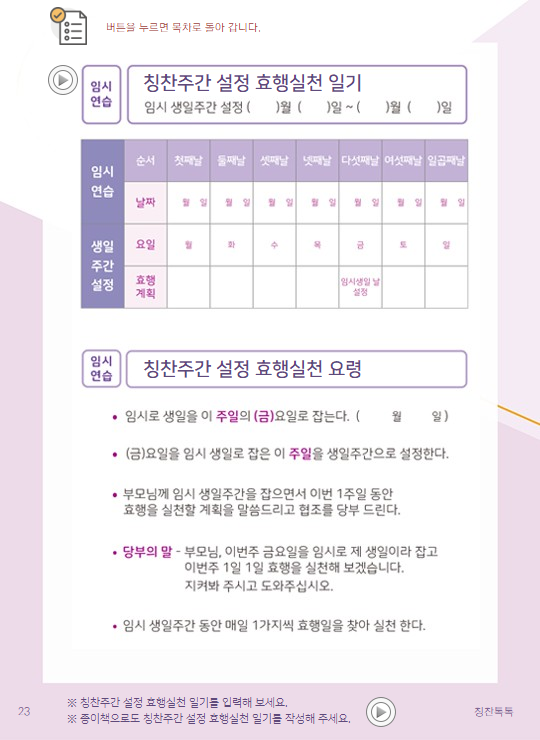 버튼을 누르면 목차로 돌아 갑니다.
임시
연습
칭찬주간 설정 효행실천 일기
임시 생일주간 설정 ( )월 ( )일 ~ ( )월 ( )일
임시
연습
순서 첫째날 둘째날 셋째날 넷째날 다섯째날 여섯째날 일곱째날
날짜 월 일 월 일 월 일 월 일 월 일 월 일 월 일
생일
주간
설정
요일 월 화 수 목 금 토 일
효행
계획
임시생일 날
설정
임시
연습
칭찬주간 설정 효행실천 요령
• 임시로 생일을 이 주일의 (금)요일로 잡는다. ( 월 일 )
• (금)요일을 임시 생일로 잡은 이 주일을 생일주간으로 설정한다.
• 부모님께 임시 생일주간을 잡으면서 이번 1주일 동안
효행을 실천할 계획을 말씀드리고 협조를 당부 드린다.
• 당부의 말 - 부모님, 이번주 금요일을 임시로 제 생일이라 잡고
이번주 1일 1일 효행을 실천해 보겠습니다.
지켜봐 주시고 도와주십시오.
• 임시 생일주간 동안 매일 1가지씩 효행일을 찾아 실천 한다.
※ 칭찬주간 설정 효행실천 일기를 입력해 보세요.
※ 종이책으로도 칭찬주간 설정 효행실천 일기를 작성해 주세요.
23
칭찬톡톡